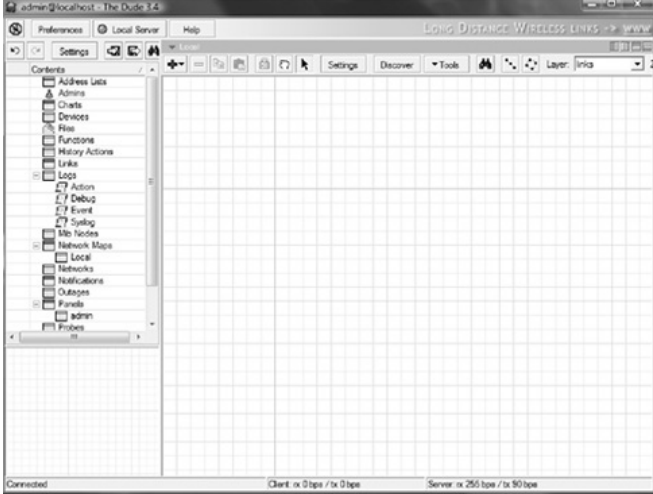 admin@localhost - The Dude 3.4
Preferences Local Server Help LONG DISTANCE WIRELESS LINKS -> WWW
Settings
Local
Settings Discover Tools Layer: links
Contents
Address Lists
Admins
Charts
Devices
Files
Functions
History Actions
Links
Logs
Action
Debug
Event
Syslog
Mib Nodes
Network Maps
Local
Networks
Notifications
Outages
Panels
admin
Probes
Connected Client: rx 0 bps / tx 0 bps Server: rx 255 bps / tx 90 bps